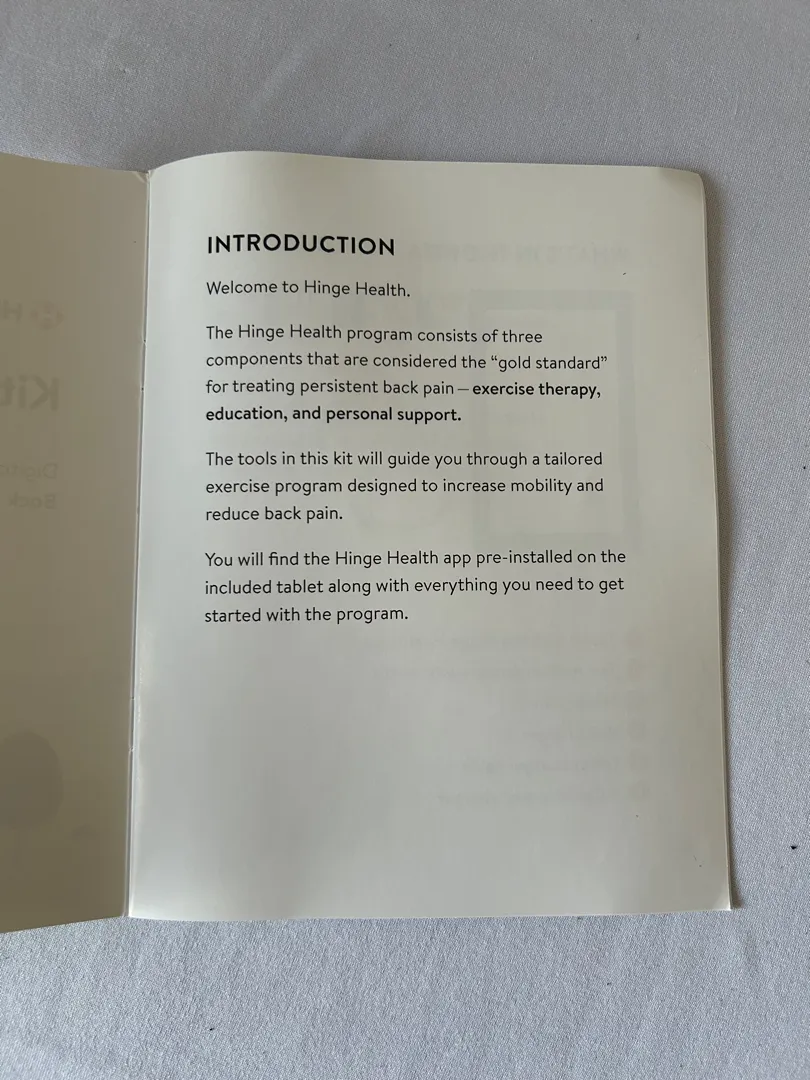 INTRODUCTION
Welcome to Hinge Health.
The Hinge Health program consists of three
components that are considered the “gold standard”
for treating persistent back pain — exercise therapy,
education, and personal support.
The tools in this kit will guide you through a tailored
exercise program designed to increase mobility and
reduce back pain.
You will find the Hinge Health app pre-installed on the
included tablet along with everything you need to get
started with the program.